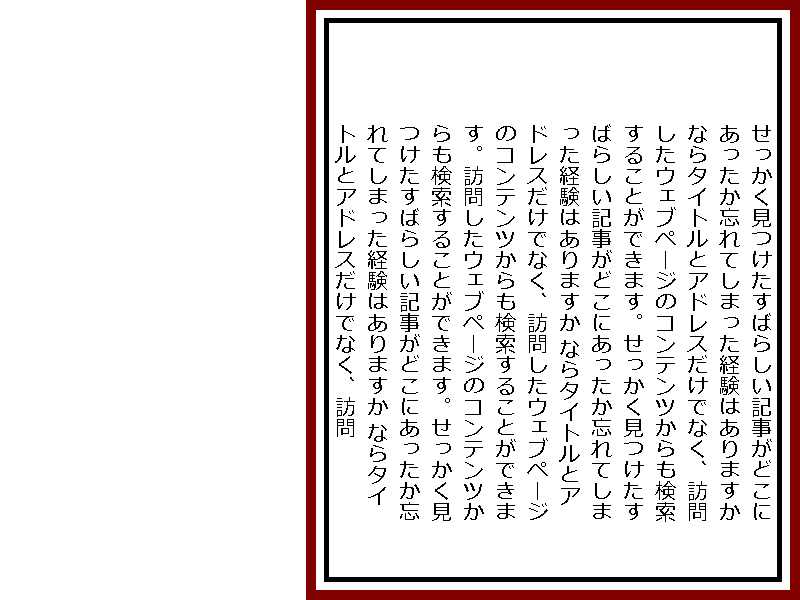 せっかく見つけたすばらしい記事がどこに
あったか忘れてしまった経験はありますか
ならタイトルとアドレスだけでなく、訪問
したウェブページのコンテンツからも検索
することができます。せっかく見つけたす
ばらしい記事がどこにあったか忘れてしま
った経験はありますか ならタイトルとア
ドレスだけでなく、訪問したウェブページ
のコンテンツからも検索することができま
す。訪問したウェブページのコンテンツか
らも検索することができます。せっかく見
つけたすばらしい記事がどこにあったか忘
れてしまった経験はありますか ならタイ
トルとアドレスだけでなく、訪問